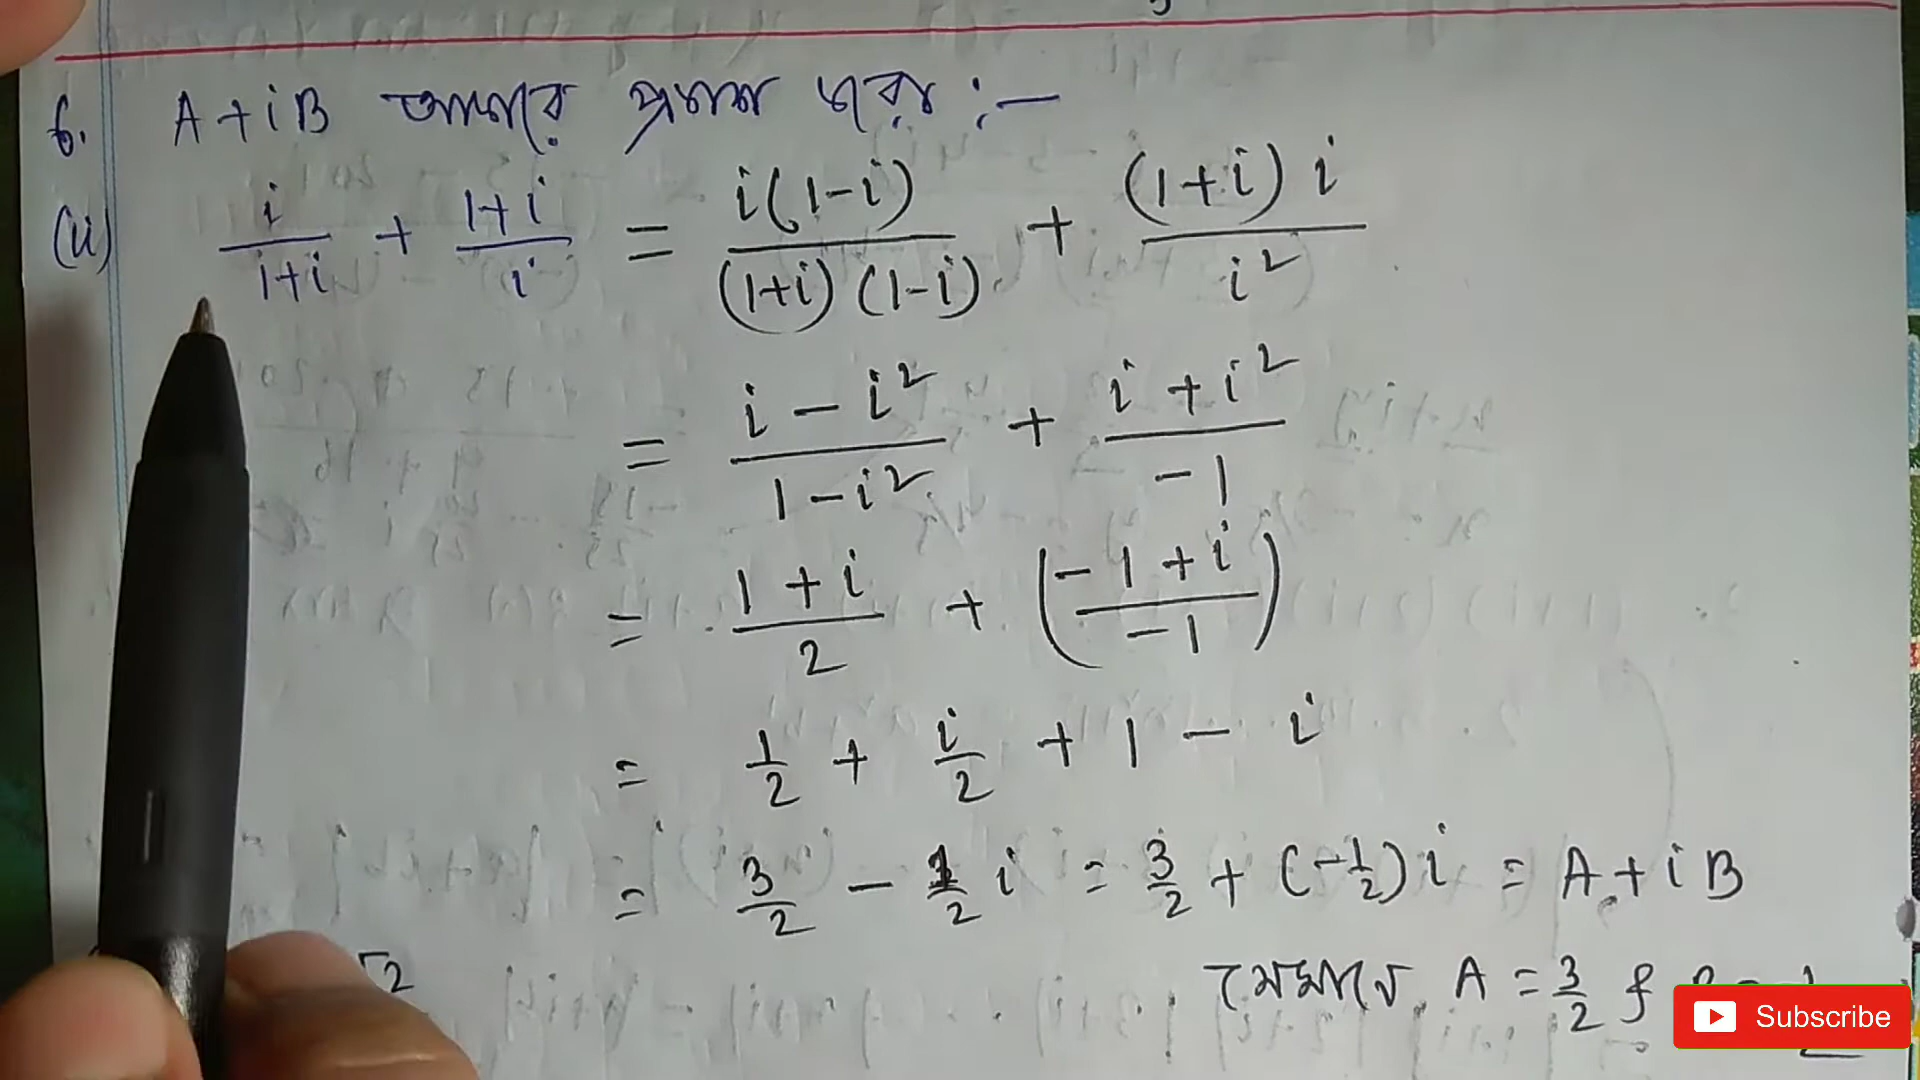 6. A+iB আকারে প্রকাশ করো :-
(ii) i/(1+i) + (1+i)/i = i(1-i)/((1+i)(1-i)) + (1+i)i/i²
= (i - i²)/(1 - i²) + (i + i²)/(-1)
= (1+i)/2 + ((-1+i)/(-1))
= 1/2 + i/2 + 1 - i
= 3/2 - 1/2 i = 3/2 + (-1/2)i = A+iB
A = 3/2
√2
Subscribe